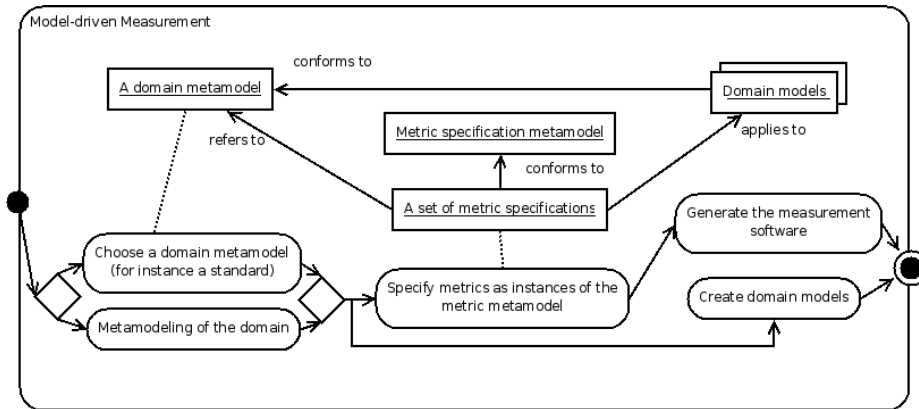 Model-driven Measurement
conforms to
A domain metamodel
Domain models
refers to
Metric specification metamodel
applies to
conforms to
A set of metric specifications
Generate the measurement
software
Choose a domain metamodel
(for instance a standard)
Specify metrics as instances of the
metric metamodel
Create domain models
Metamodeling of the domain